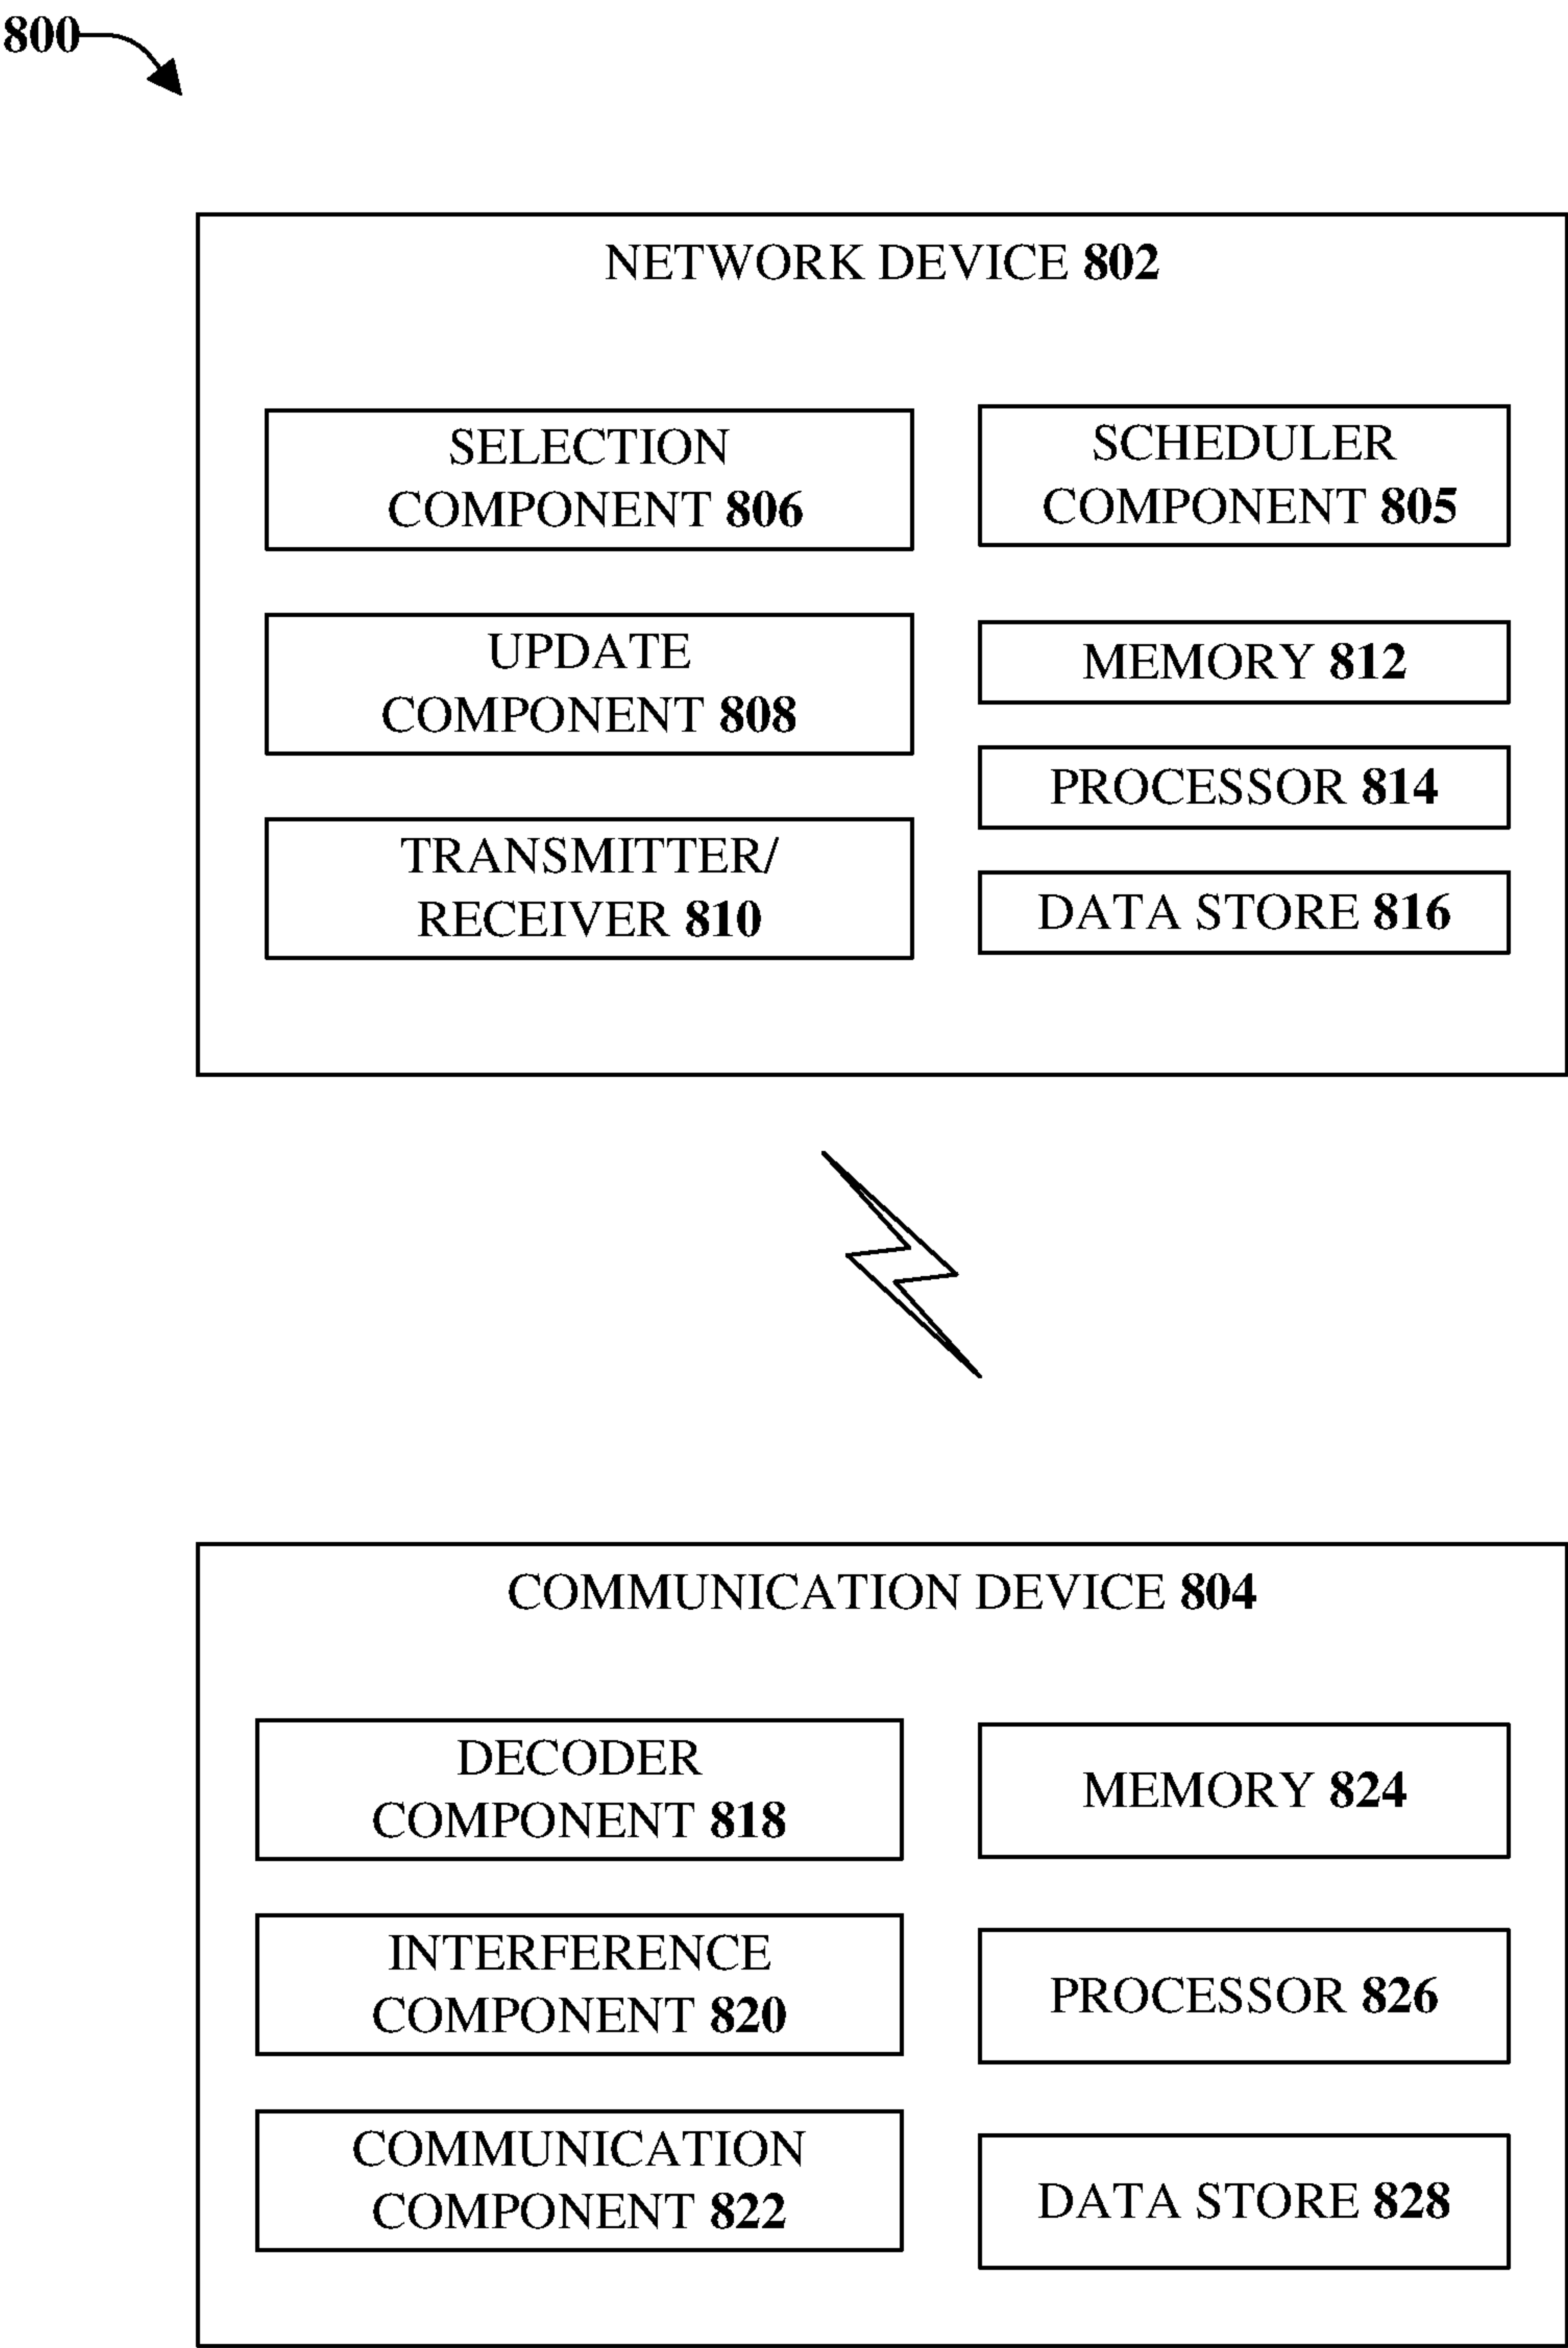 800
NETWORK DEVICE 802
SELECTION
COMPONENT 806
SCHEDULER
COMPONENT 805
UPDATE
COMPONENT 808
MEMORY 812
PROCESSOR 814
TRANSMITTER/
RECEIVER 810
DATA STORE 816
COMMUNICATION DEVICE 804
DECODER
COMPONENT 818
MEMORY 824
INTERFERENCE
COMPONENT 820
PROCESSOR 826
COMMUNICATION
COMPONENT 822
DATA STORE 828